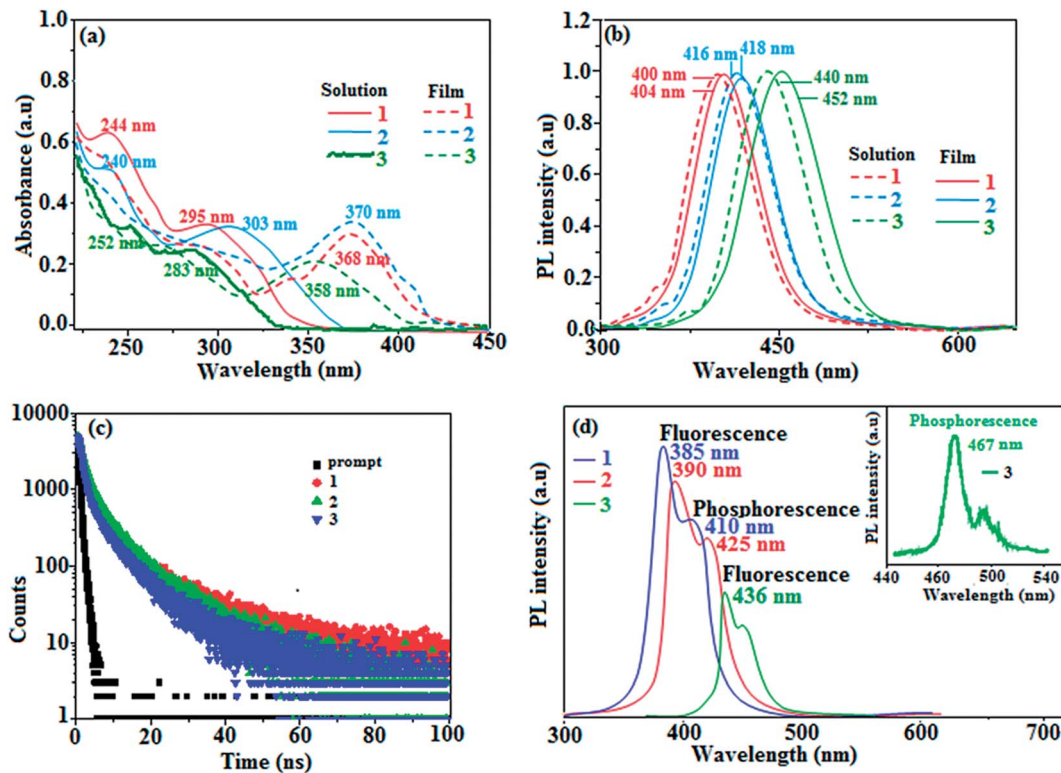 (a)
Absorbance (a.u)
0.8
0.6
0.4
0.2
0.0
244 nm
240 nm
252 nm
295 nm
283 nm
303 nm
370 nm
368 nm
358 nm
Solution Film
1 1
2 2
3 3
250 300 350 400 450
Wavelength (nm)
(b)
PL intensity (a.u)
1.2
1.0
0.8
0.6
0.4
0.2
0.0
400 nm
404 nm
416 nm
418 nm
440 nm
452 nm
Solution Film
1 1
2 2
3 3
300 450 600
Wavelength (nm)
(c)
Counts
10000
1000
100
10
1
prompt
1
2
3
0 20 40 60 80 100
Time (ns)
(d)
PL intensity (a.u)
1
2
3
Fluorescence
385 nm
390 nm
Phosphorescence
410 nm
425 nm
Fluorescence
436 nm
300 400 500 600 700
Wavelength (nm)
PL intensity (a.u)
Phosphorescence
467 nm
3
440 460 500 520 540
Wavelength (nm)